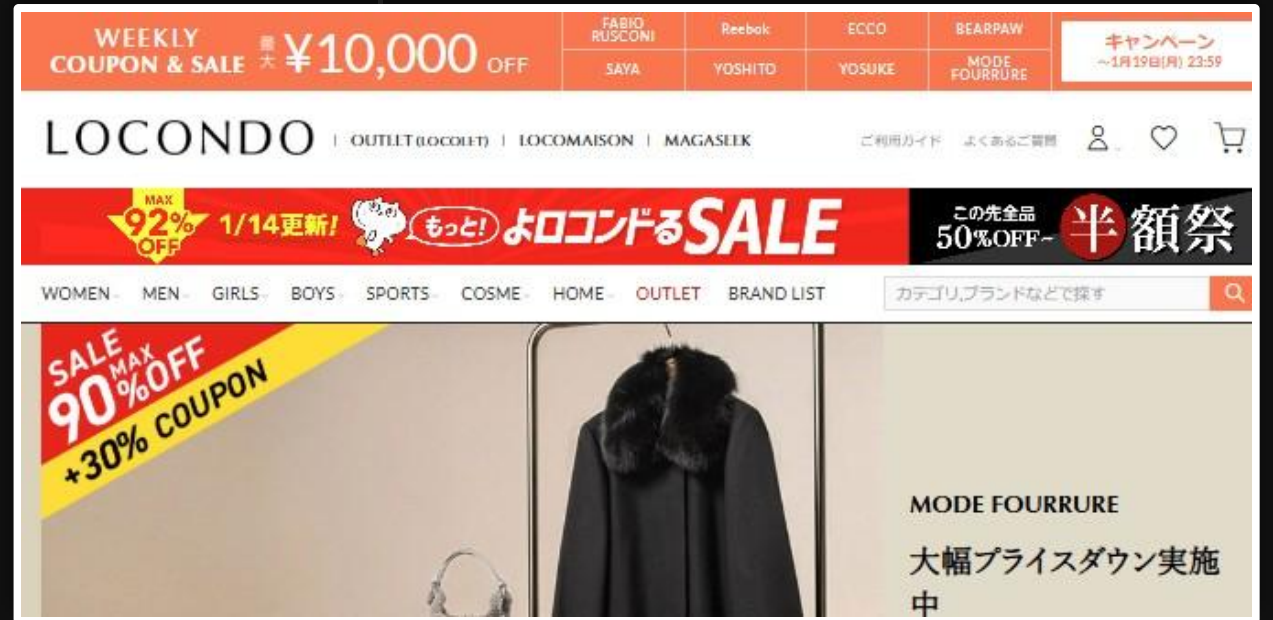 WEEKLY
COUPON & SALE
最大
¥10,000 OFF
FABIO RUSCONI
Reebok
ECCO
BEARPAW
SAYA
YOSHITO
YOSUKE
MODE FOURRURE
キャンペーン
~1月19日(月) 23:59
LOCONDO | OUTLET (LOCOLET) | LOCOMAISON | MAGASEEK
ご利用ガイド よくあるご質問
MAX
92%
OFF
1/14更新!
もっと!
よロコンドるSALE
この先全品
50%OFF~
半額祭
WOMEN MEN GIRLS BOYS SPORTS COSME HOME OUTLET BRAND LIST
カテゴリ,ブランドなどで探す
SALE
MAX
90%OFF
+30% COUPON
MODE FOURRURE
大幅プライスダウン実施
中